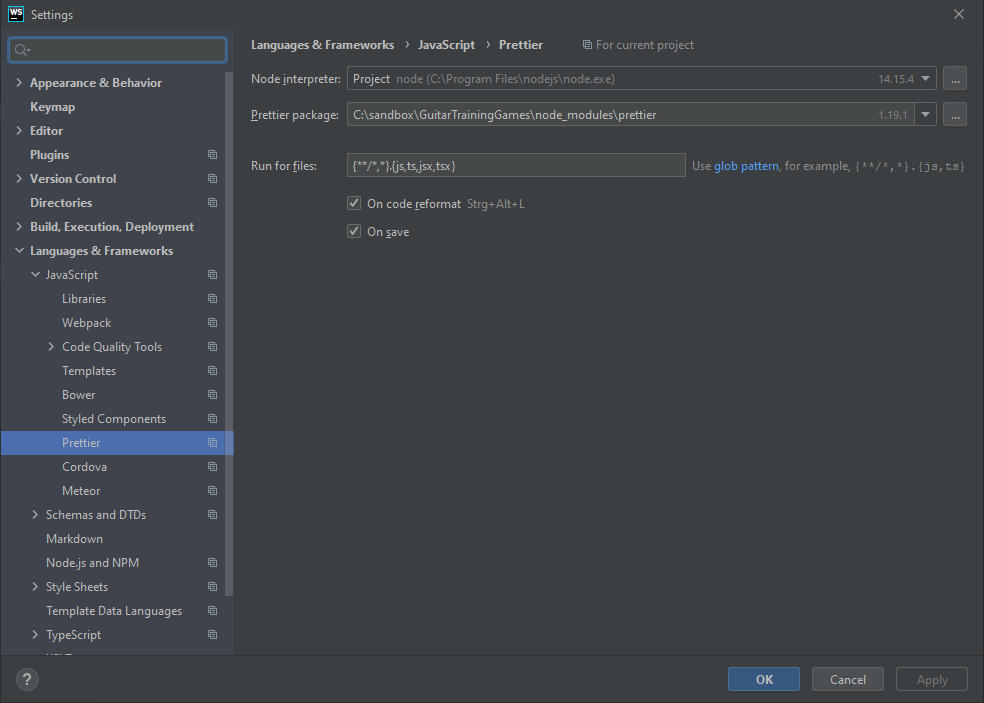 WS Settings
Languages & Frameworks › JavaScript › Prettier For current project
Node interpreter: Project node (C:\Program Files\nodejs\node.exe) 14.15.4 ...
Prettier package: C:\sandbox\GuitarTrainingGames\node_modules\prettier 1.19.1 ...
Run for files: {**/*,*}.{js,ts,jsx,tsx} Use glob pattern, for example, {**/*,*}.{js,ts}
On code reformat Strg+Alt+L
On save
Appearance & Behavior
Keymap
Editor
Plugins
Version Control
Directories
Build, Execution, Deployment
Languages & Frameworks
JavaScript
Libraries
Webpack
Code Quality Tools
Templates
Bower
Styled Components
Prettier
Cordova
Meteor
Schemas and DTDs
Markdown
Node.js and NPM
Style Sheets
Template Data Languages
TypeScript
? OK Cancel Apply